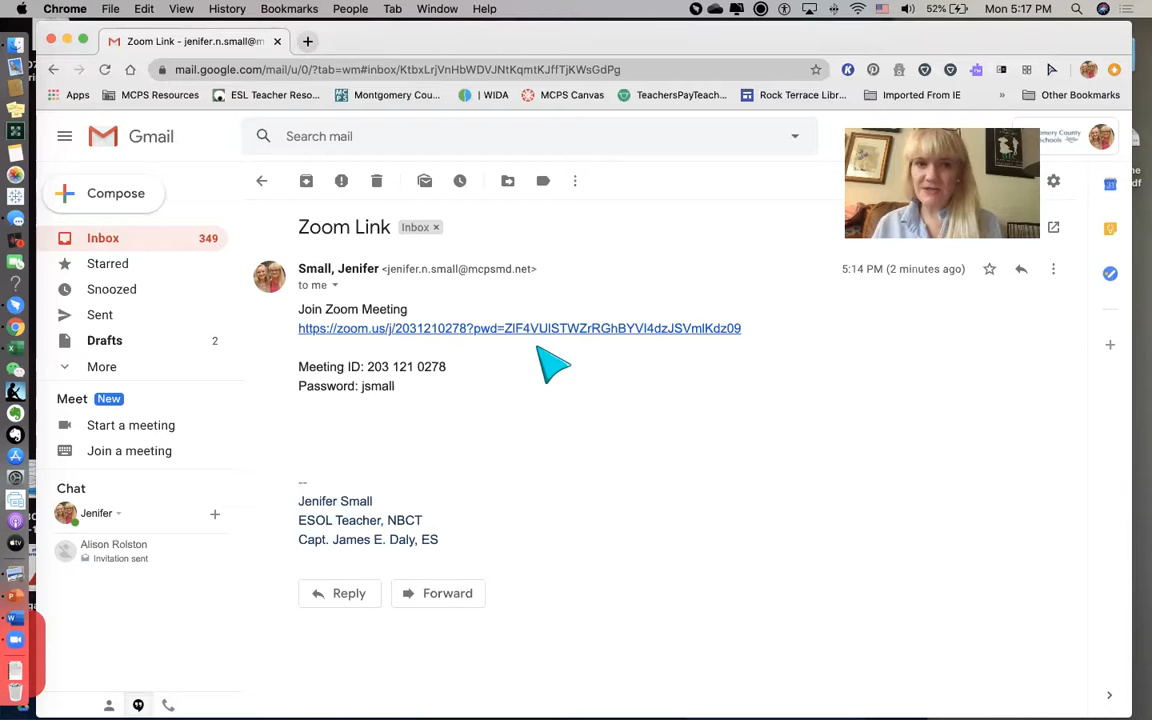 Chrome File Edit View History Bookmarks People Tab Window Help 52% Mon 5:17 PM
Zoom Link - jenifer.n.small@m
mail.google.com/mail/u/0/?tab=wm#inbox/KtbxLrjVnHbWDVJNtKqmtKJffTjKWsGdPg
Apps MCPS Resources ESL Teacher Reso... Montgomery Cou... | WIDA MCPS Canvas TeachersPayTeach... Rock Terrace Libr... Imported From IE » Other Bookmarks
Gmail
Search mail
Schools
Compose
Zoom Link Inbox ×
Inbox 349
Starred
Snoozed
Sent
Drafts 2
More
Small, Jenifer <jenifer.n.small@mcpsmd.net> 5:14 PM (2 minutes ago)
to me
Join Zoom Meeting
https://zoom.us/j/2031210278?pwd=ZlF4VUlSTWZrRGhBYVl4dzJSVmlKdz09
Meeting ID: 203 121 0278
Password: jsmall
Meet New
Start a meeting
Join a meeting
Chat
Jenifer
Alison Rolston
Invitation sent
--
Jenifer Small
ESOL Teacher, NBCT
Capt. James E. Daly, ES
Reply Forward